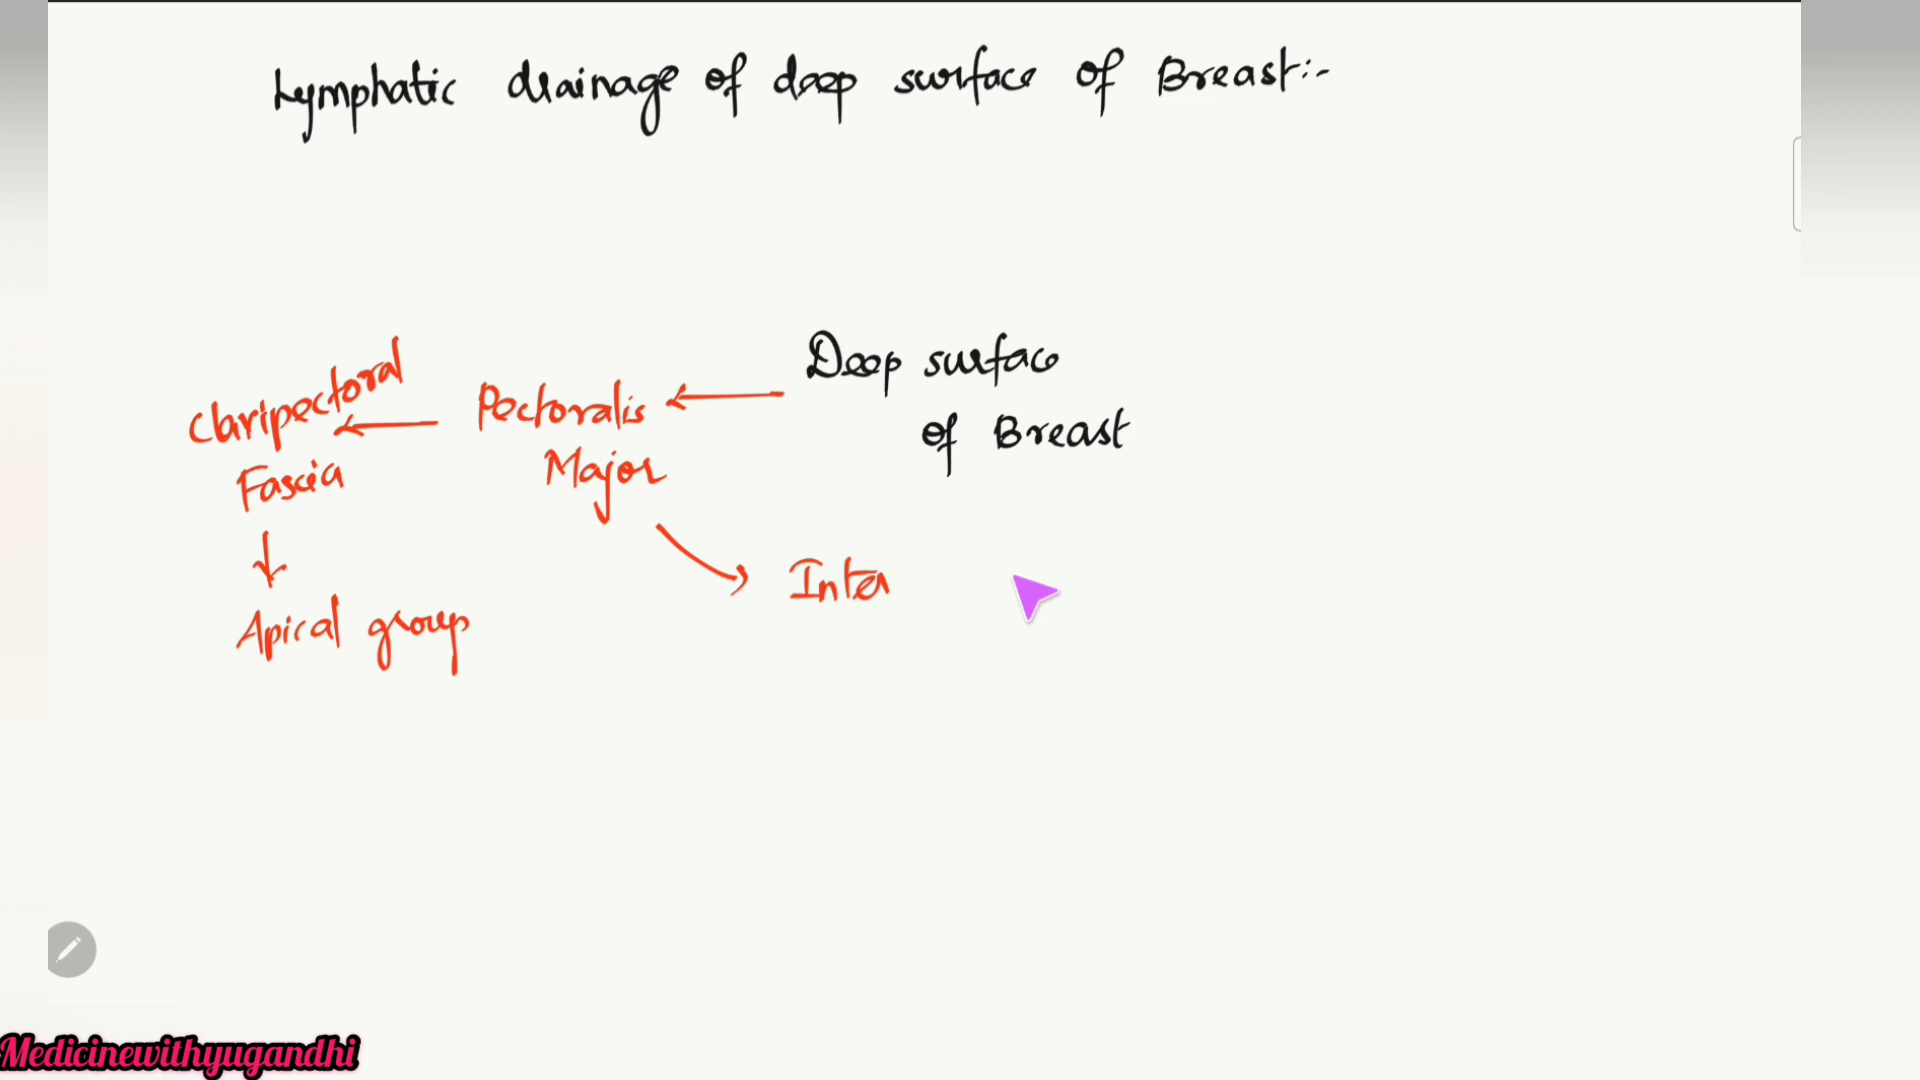 Lymphatic drainage of deep surface of Breast:-
Deep surface
of Breast
Pectoralis
Major
Clavipectoral
Fascia
Apical group
Inter
Medicinewithyugandhi